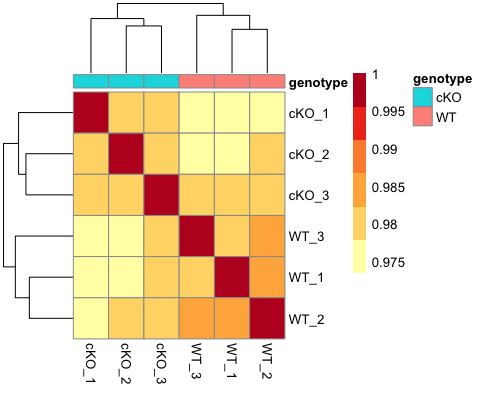 genotype
cKO_1
cKO_2
cKO_3
WT_3
WT_1
WT_2
cKO_1
cKO_2
cKO_3
WT_3
WT_1
WT_2
1
0.995
0.99
0.985
0.98
0.975
genotype
cKO
WT